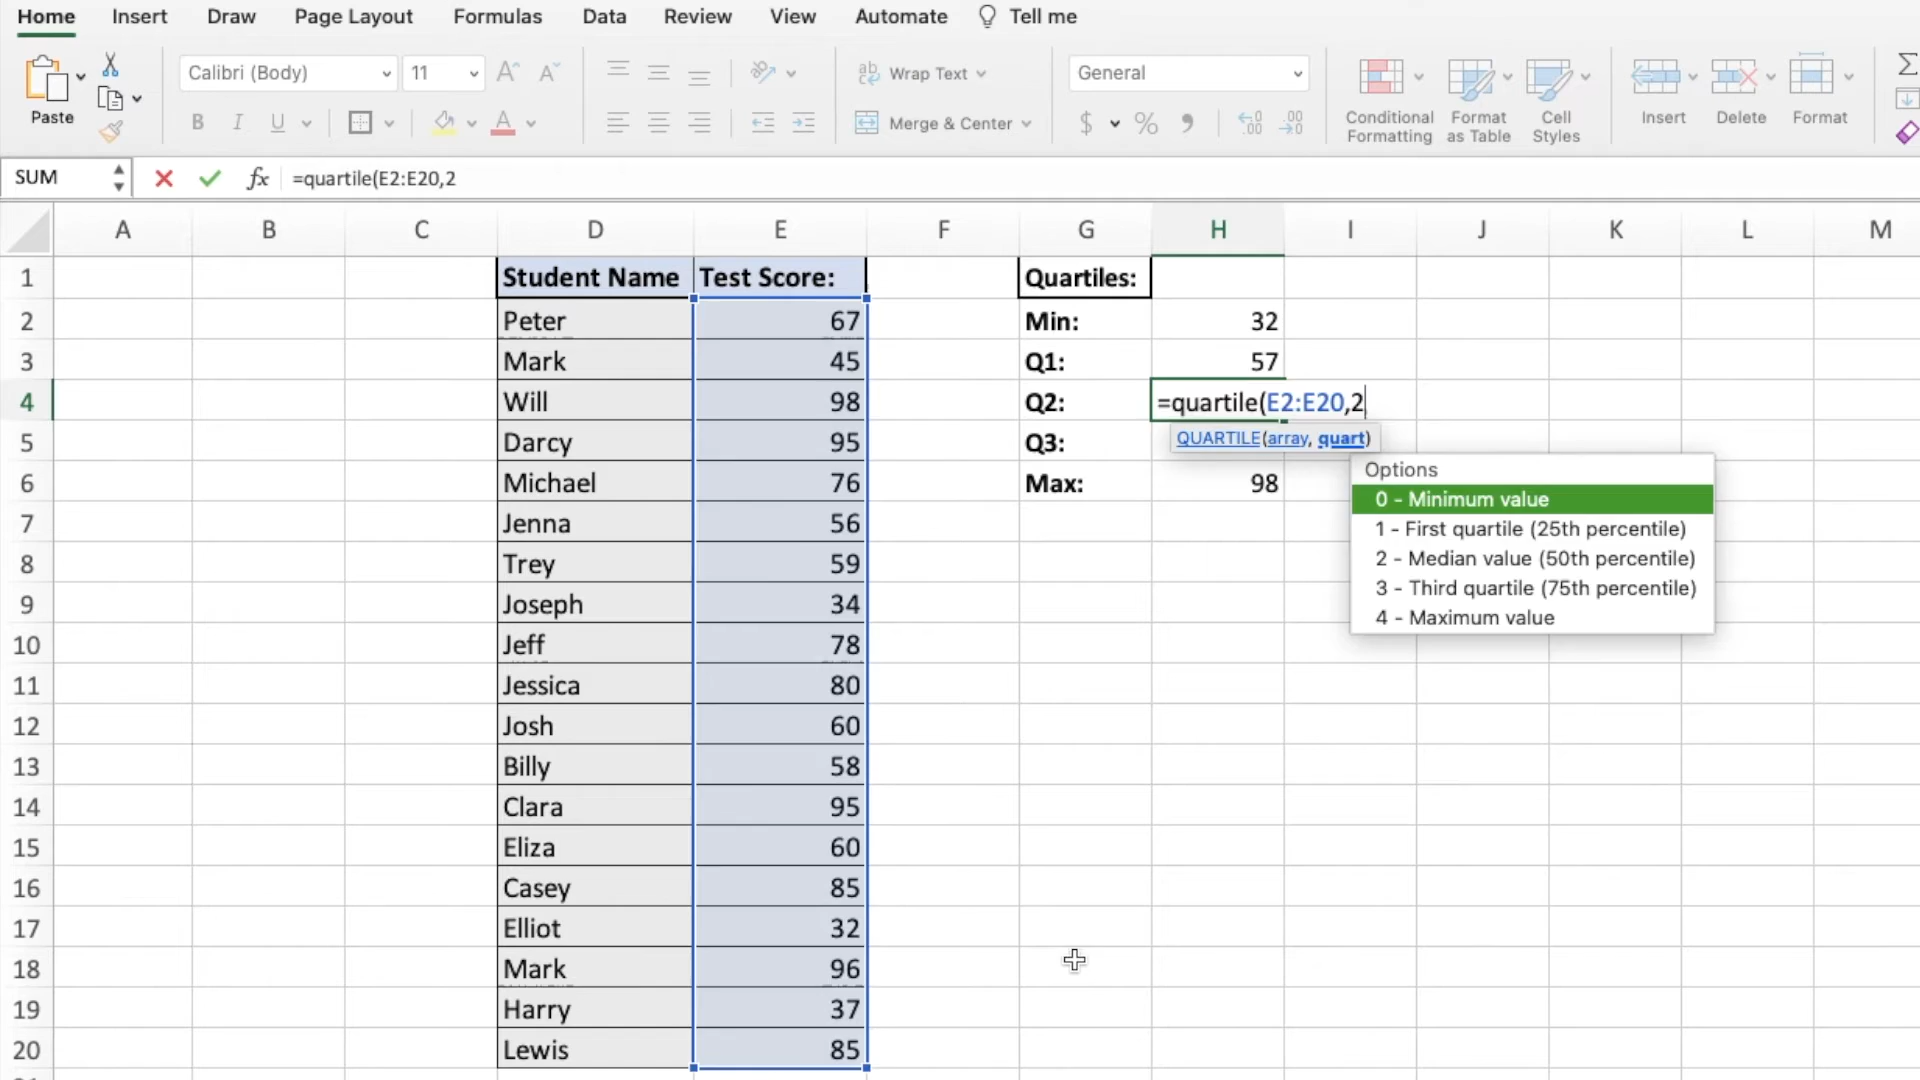 Home Insert Draw Page Layout Formulas Data Review View Automate Tell me
Calibri (Body) 11 Wrap Text General
Paste B I U A Merge & Center $ % Conditional Formatting Format as Table Cell Styles Insert Delete Format
SUM fx =quartile(E2:E20,2
A B C D E F G H I J K L M
1 Student Name Test Score: Quartiles:
2 Peter 67 Min: 32
3 Mark 45 Q1: 57
4 Will 98 Q2: =quartile(E2:E20,2
QUARTILE(array, quart)
5 Darcy 95 Q3:
Options
6 Michael 76 Max: 98
0 - Minimum value
7 Jenna 56
1 - First quartile (25th percentile)
8 Trey 59
2 - Median value (50th percentile)
3 - Third quartile (75th percentile)
9 Joseph 34
4 - Maximum value
10 Jeff 78
11 Jessica 80
12 Josh 60
13 Billy 58
14 Clara 95
15 Eliza 60
16 Casey 85
17 Elliot 32
18 Mark 96
19 Harry 37
20 Lewis 85